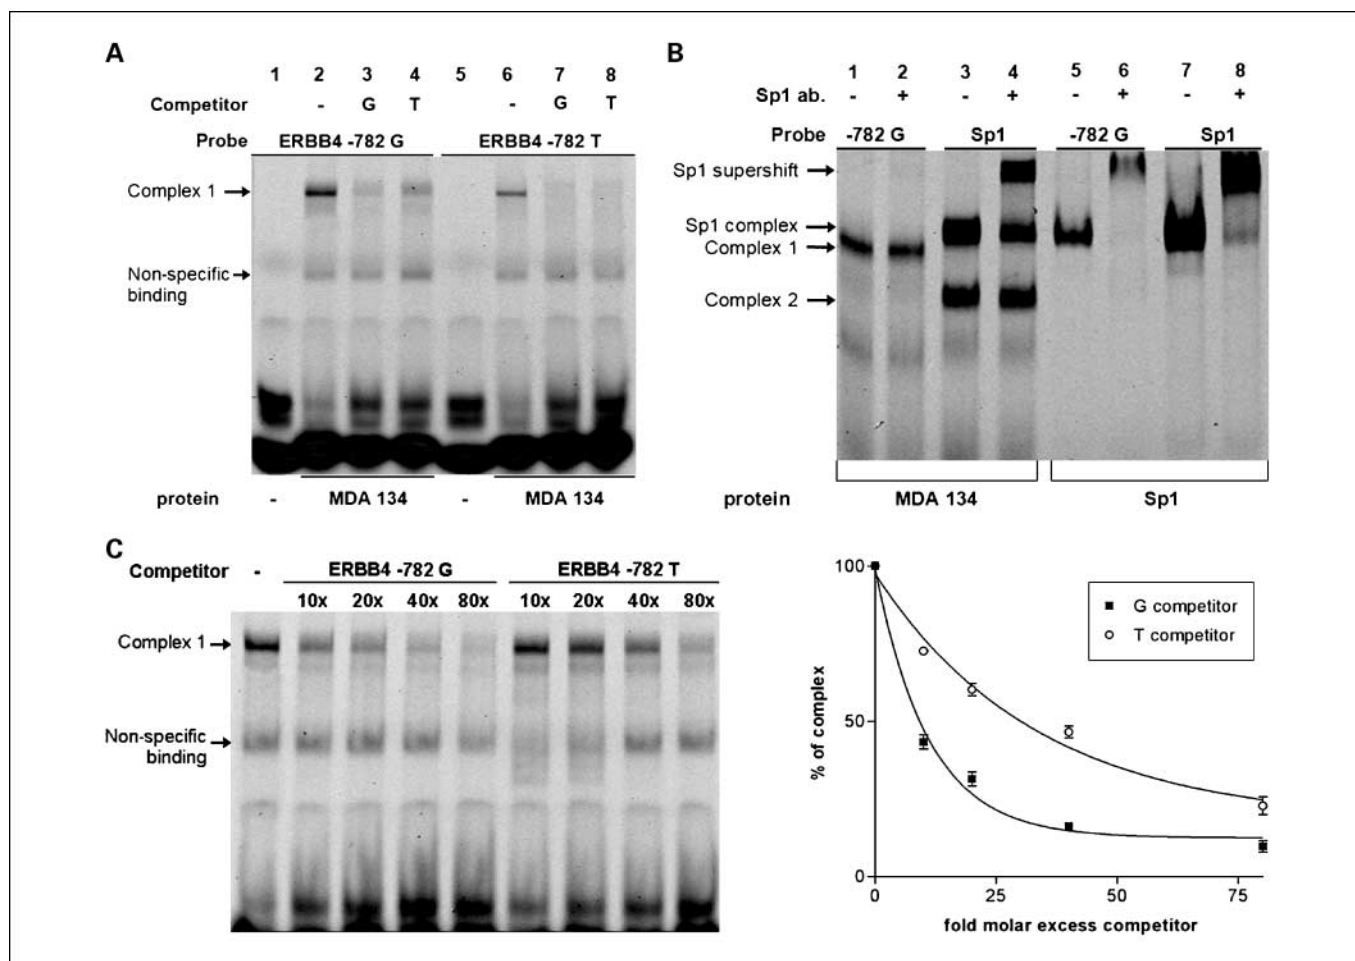 A
1 2 3 4 5 6 7 8
Competitor - G T - G T
Probe ERBB4 -782 G ERBB4 -782 T
Complex 1
Non-specific
binding
protein - MDA 134 - MDA 134
B
1 2 3 4 5 6 7 8
Sp1 ab. - + - + - + - +
Probe -782 G Sp1 -782 G Sp1
Sp1 supershift
Sp1 complex
Complex 1
Complex 2
protein MDA 134 Sp1
C
Competitor - ERBB4 -782 G ERBB4 -782 T
10x 20x 40x 80x 10x 20x 40x 80x
Complex 1
Non-specific
binding
100
50
0
% of complex
G competitor
T competitor
0 25 50 75
fold molar excess competitor